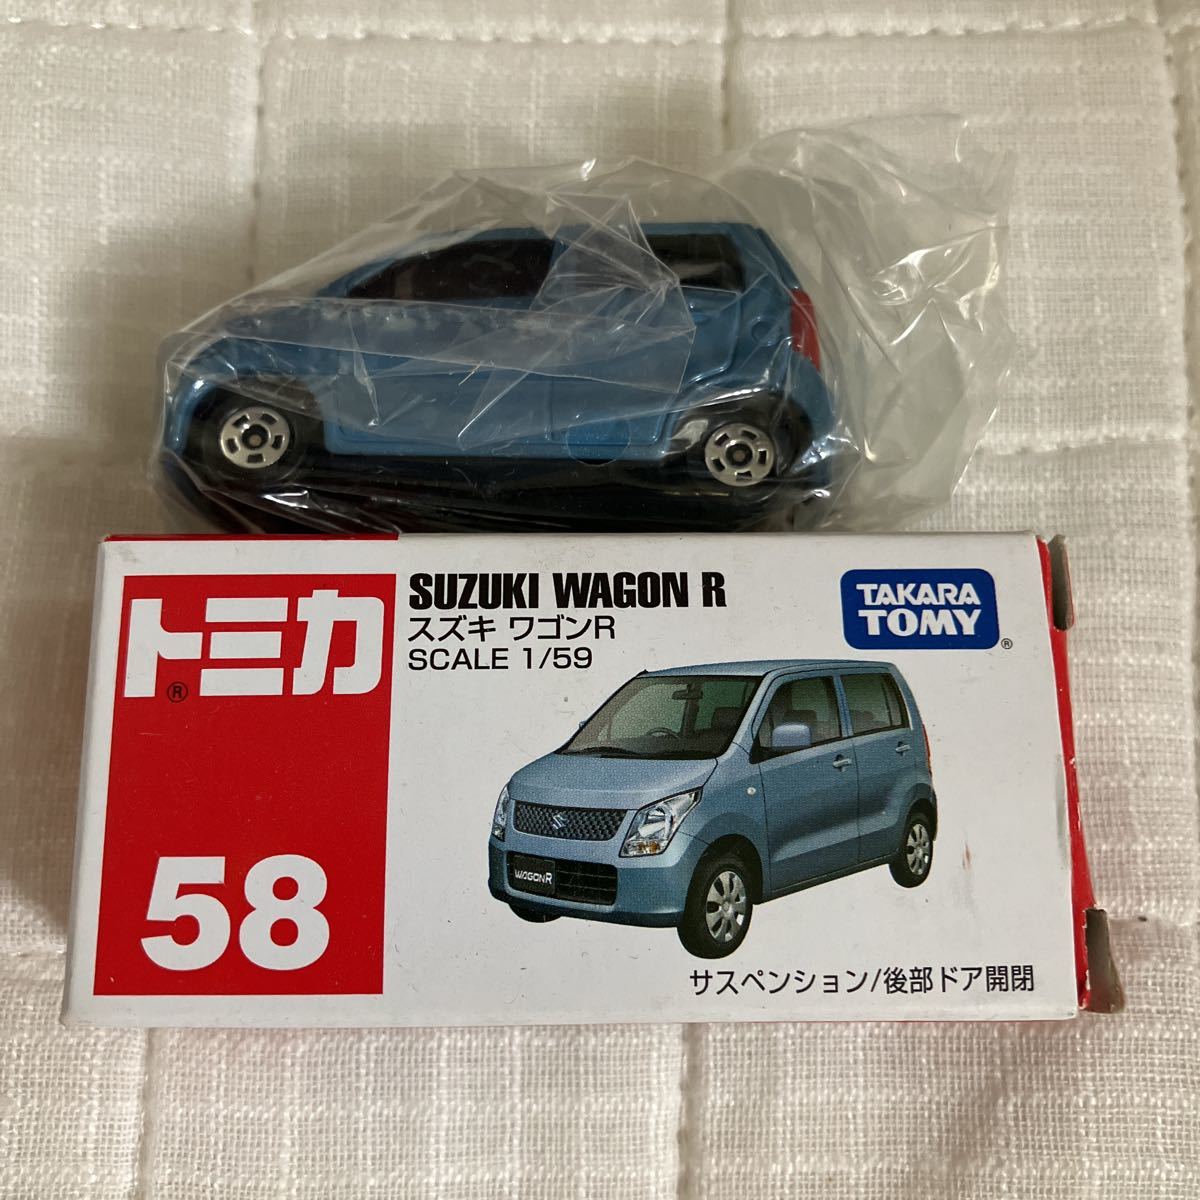 トミカ
®
58
SUZUKI WAGON R
スズキ ワゴンR
SCALE 1/59
TAKARA
TOMY
®
WAGONR
サスペンション/後部ドア開閉